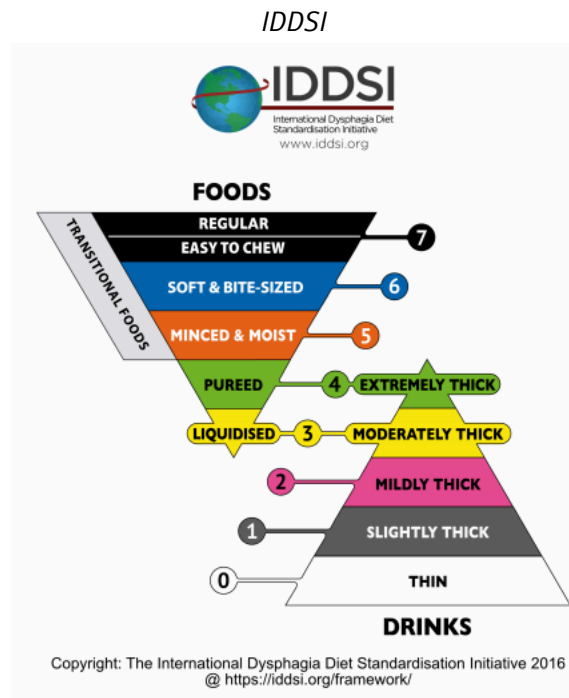 IDDSI
IDDSI
International Dysphagia Diet
Standardisation Initiative
www.iddsi.org
FOODS
TRANSITIONAL FOODS
REGULAR
EASY TO CHEW
7
SOFT & BITE-SIZED
6
MINCED & MOIST
5
PUREED
4
EXTREMELY THICK
LIQUIDISED
3
MODERATELY THICK
2
MILDLY THICK
1
SLIGHTLY THICK
0
THIN
DRINKS
Copyright: The International Dysphagia Diet Standardisation Initiative 2016
@ https://iddsi.org/framework/